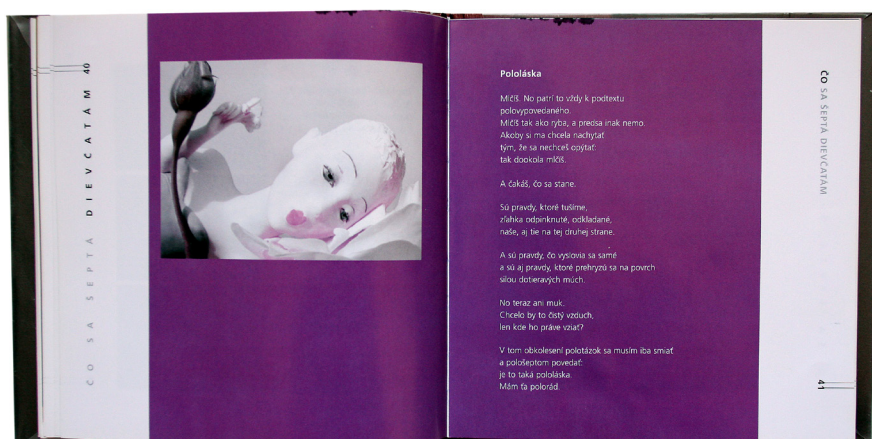 ČO SA ŠEPTÁ DIEVČATÁM 40
Pololáska
Mlčíš. No patrí to vždy k podtextu
polovypovedaného.
Mlčíš tak ako ryba, a predsa inak nemo.
Akoby si ma chcela nachytať
tým, že sa nechceš opýtať:
tak dookola mlčíš.
A čakáš, čo sa stane.
Sú pravdy, ktoré tušíme,
zľahka odpinknuté, odkladané,
naše, aj tie na tej druhej strane.
A sú pravdy, čo vyslovia sa samé
a sú aj pravdy, ktoré prehryzú sa na povrch
silou dotieravých múch.
No teraz ani muk.
Chcelo by to čistý vzduch,
len kde ho práve vziať?
V tom obkolesení polotázok sa musím iba smiať
a pološeptom povedať:
je to taká pololáska.
Mám ťa polorád.
ČO SA ŠEPTÁ DIEVČATÁM
41